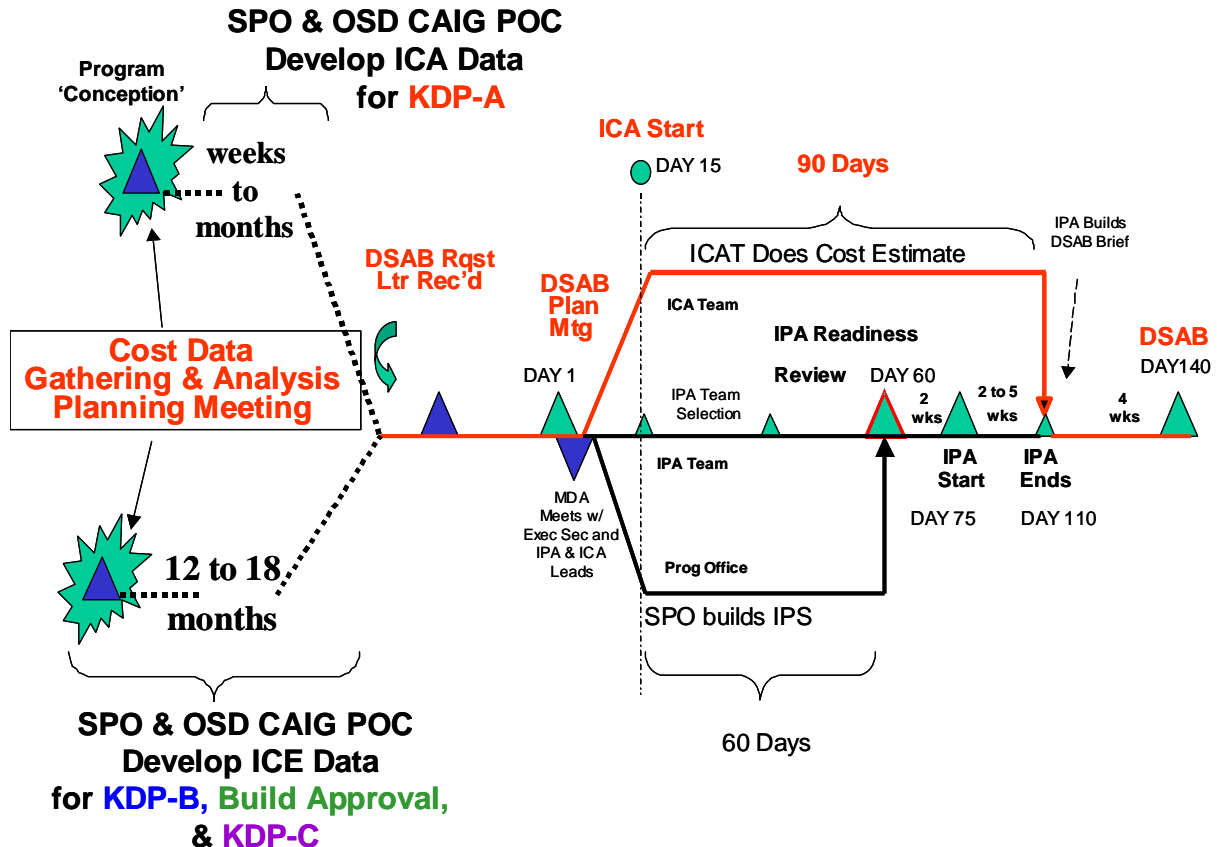 SPO & OSD CAIG POC
Develop ICA Data
for KDP-A
Program
‘Conception’
weeks
to
months
ICA Start
DAY 15
90 Days
IPA Builds
DSAB Brief
ICAT Does Cost Estimate
DSAB Rqst
Ltr Rec’d
DSAB
Plan
Mtg
ICA Team
IPA Readiness
Review
DSAB
DAY140
Cost Data
Gathering & Analysis
Planning Meeting
DAY 1
IPA Team
Selection
DAY 60
2
wks
2 to 5
wks
4
wks
IPA Team
IPA
Start
IPA
Ends
MDA
Meets w/
Exec Sec and
IPA & ICA
Leads
DAY 75
DAY 110
12 to 18
months
Prog Office
SPO builds IPS
60 Days
SPO & OSD CAIG POC
Develop ICE Data
for KDP-B, Build Approval,
& KDP-C